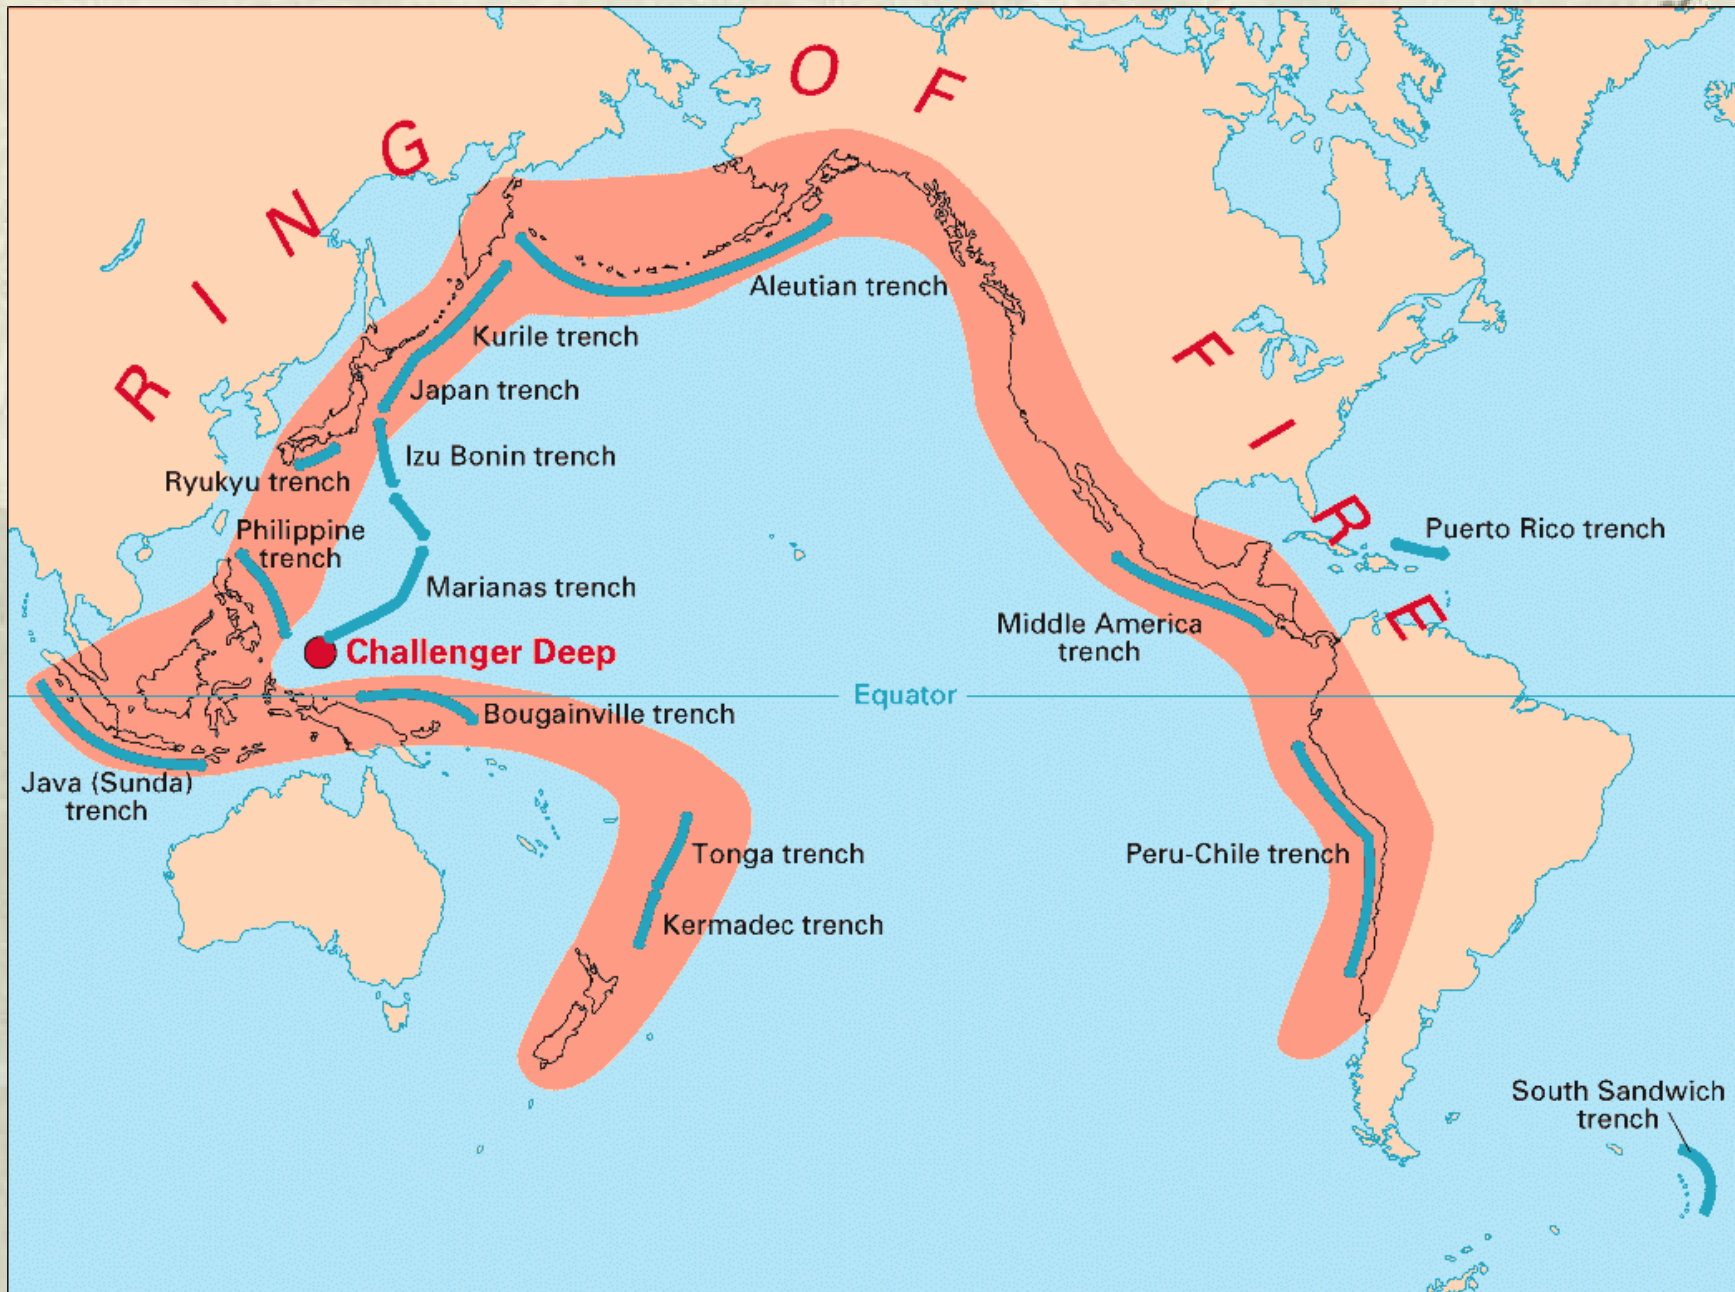 RING OF FIRE
Aleutian trench
Kurile trench
Japan trench
Izu Bonin trench
Ryukyu trench
Philippine
trench
Marianas trench
Challenger Deep
Equator
Bougainville trench
Java (Sunda)
trench
Tonga trench
Kermadec trench
Puerto Rico trench
Middle America
trench
Peru-Chile trench
South Sandwich
trench